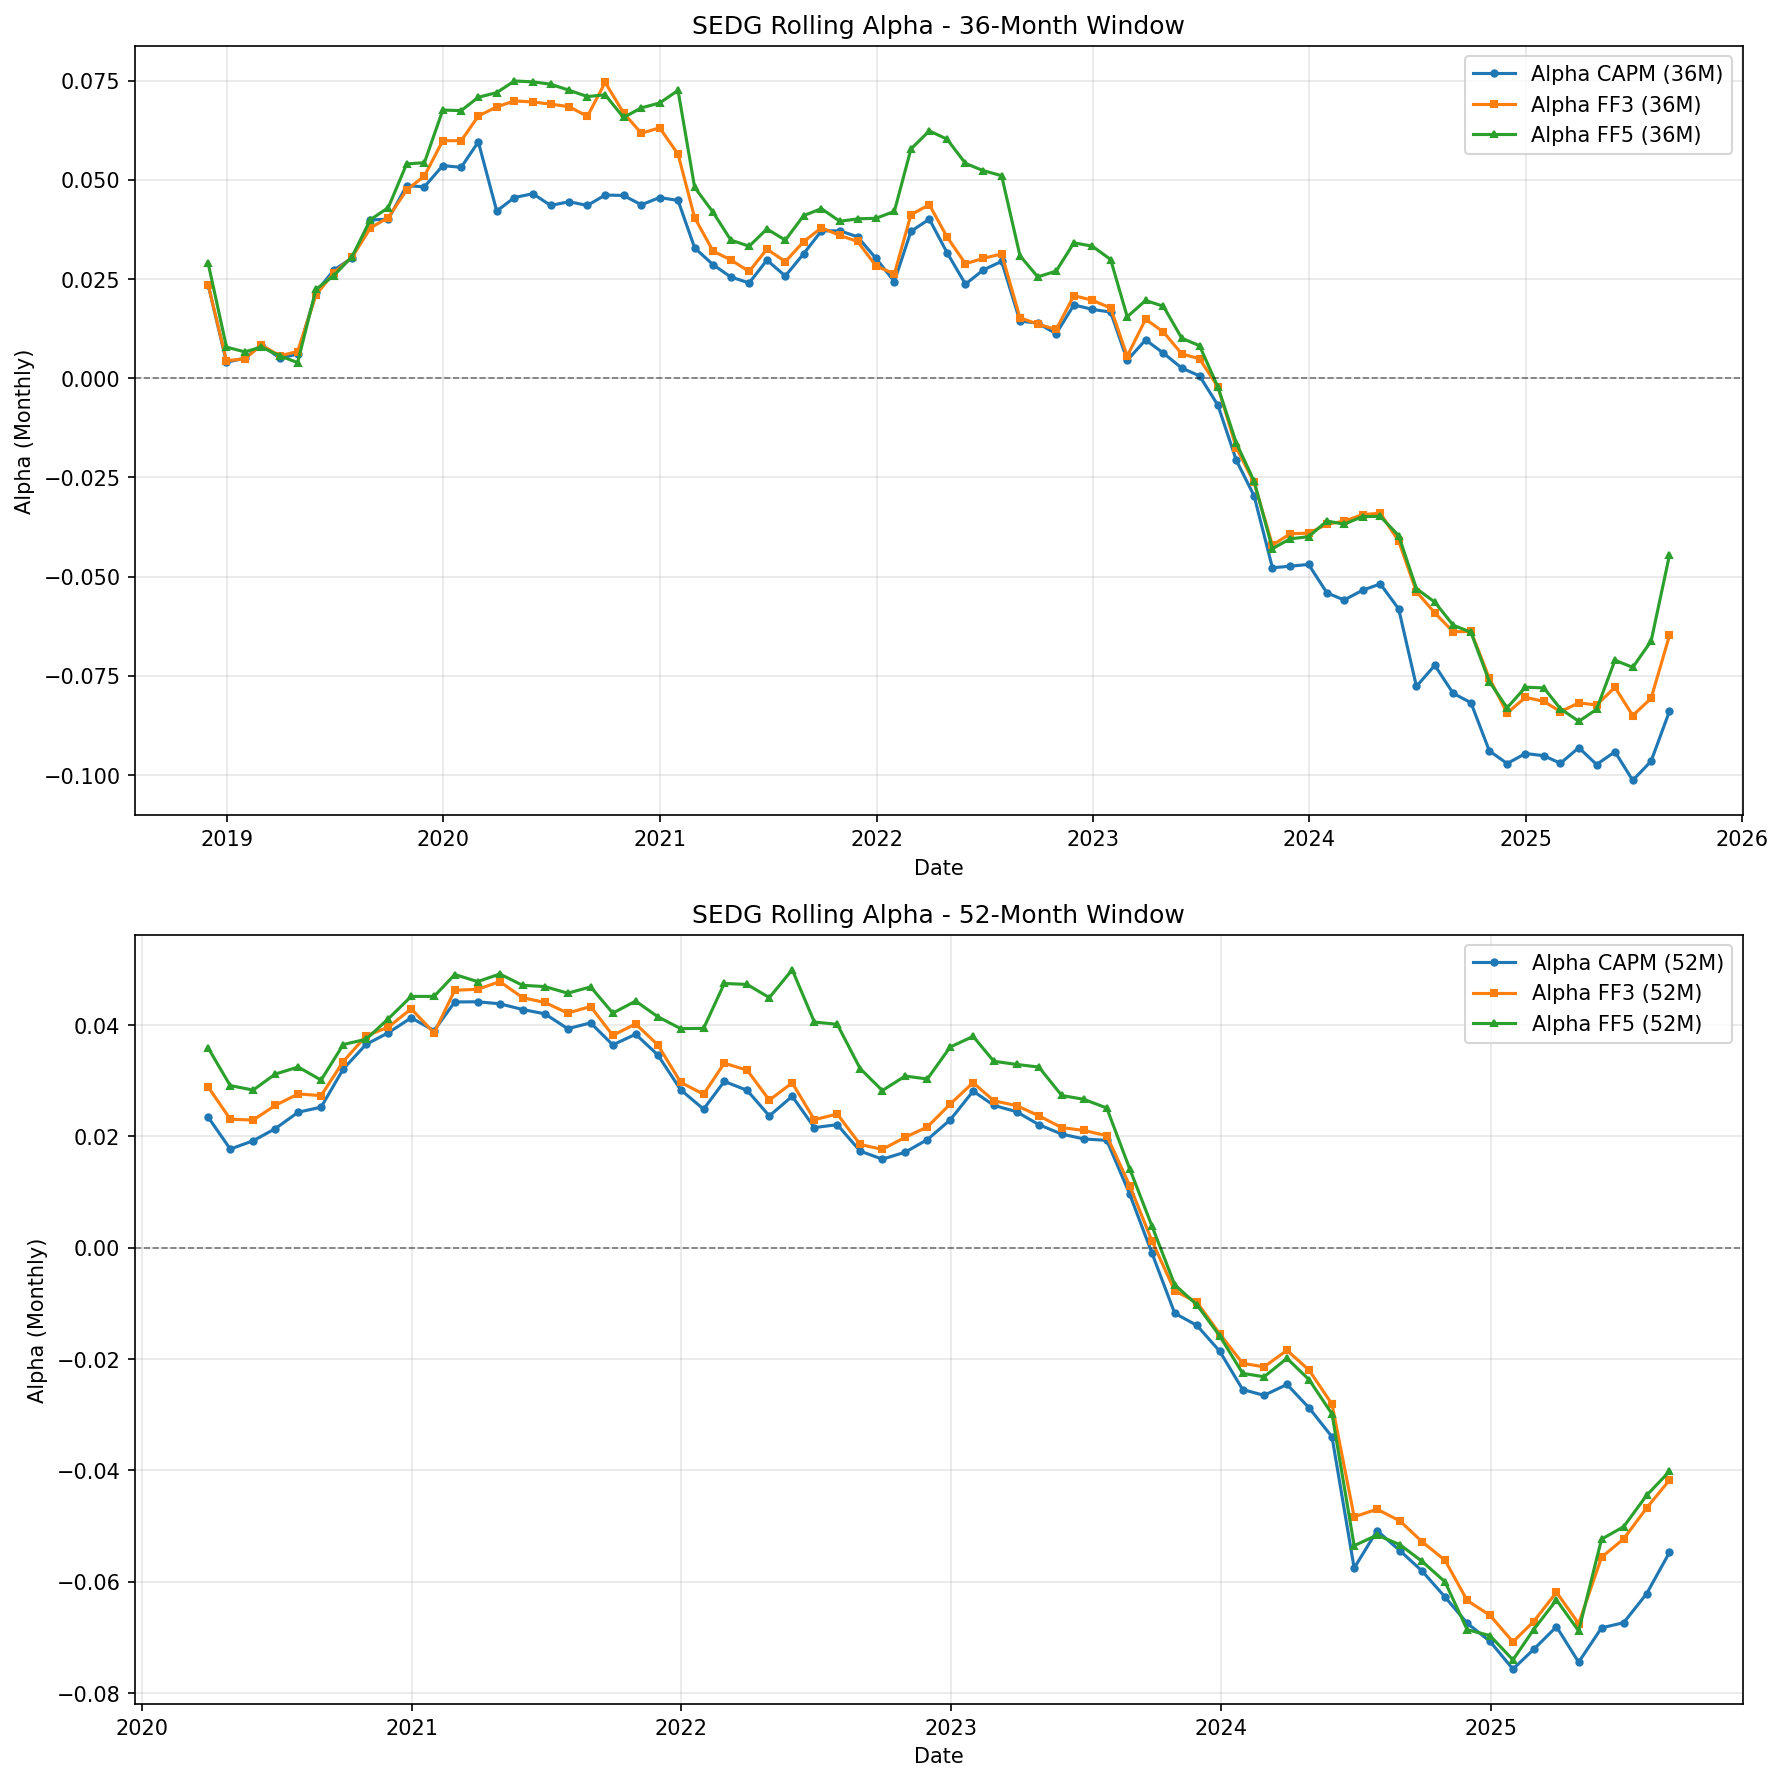 SEDG Rolling Alpha - 36-Month Window
Alpha CAPM (36M)
Alpha FF3 (36M)
Alpha FF5 (36M)
Alpha (Monthly)
0.075
0.050
0.025
0.000
−0.025
−0.050
−0.075
−0.100
2019 2020 2021 2022 2023 2024 2025 2026
Date
SEDG Rolling Alpha - 52-Month Window
Alpha CAPM (52M)
Alpha FF3 (52M)
Alpha FF5 (52M)
Alpha (Monthly)
0.04
0.02
0.00
−0.02
−0.04
−0.06
−0.08
2020 2021 2022 2023 2024 2025
Date